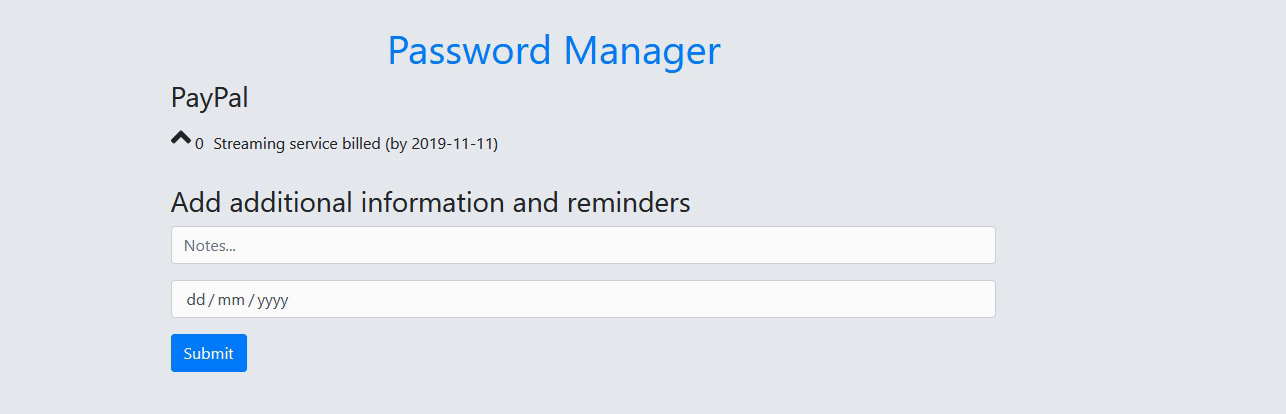 Password Manager
PayPal
0 Streaming service billed (by 2019-11-11)
Add additional information and reminders
Notes...
dd / mm / yyyy
Submit